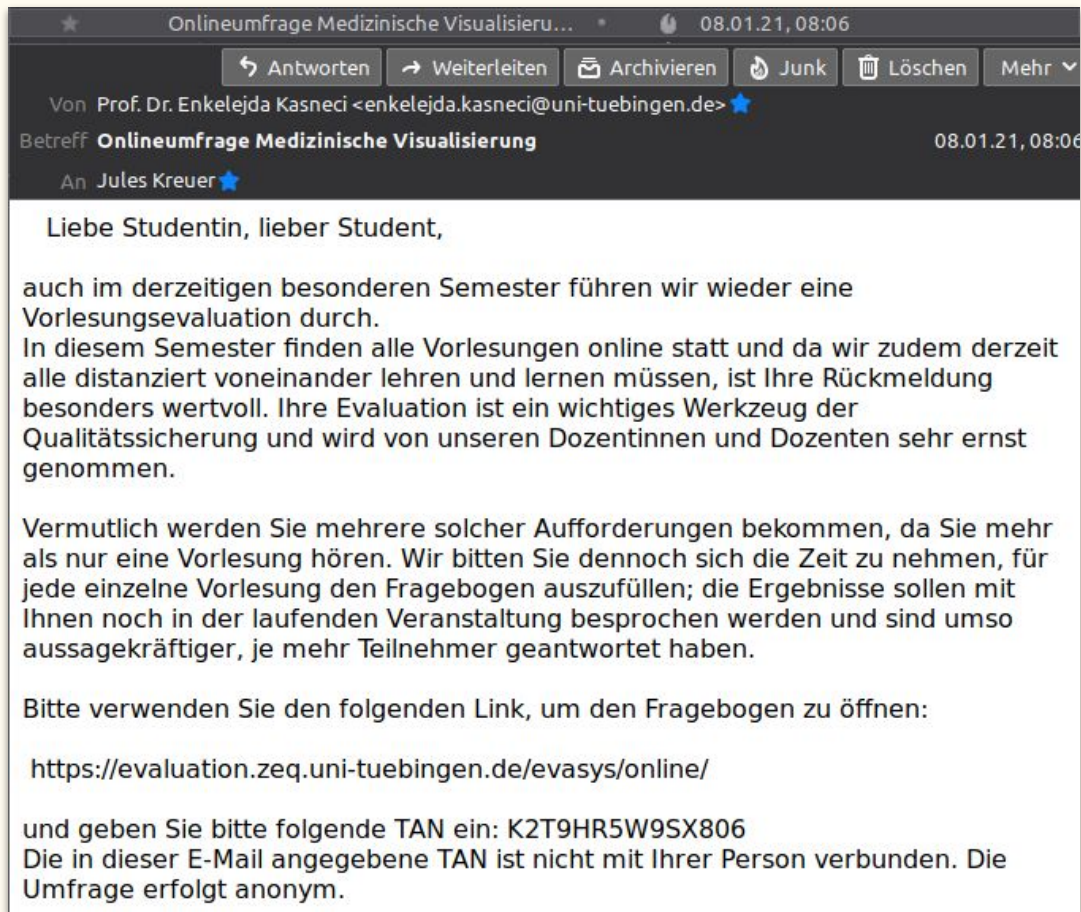 Onlineumfrage Medizinische Visualisieru… • 08.01.21, 08:06
Antworten Weiterleiten Archivieren Junk Löschen Mehr
Von Prof. Dr. Enkelejda Kasneci <enkelejda.kasneci@uni-tuebingen.de>
Betreff Onlineumfrage Medizinische Visualisierung 08.01.21, 08:06
An Jules Kreuer
Liebe Studentin, lieber Student,
auch im derzeitigen besonderen Semester führen wir wieder eine
Vorlesungsevaluation durch.
In diesem Semester finden alle Vorlesungen online statt und da wir zudem derzeit
alle distanziert voneinander lehren und lernen müssen, ist Ihre Rückmeldung
besonders wertvoll. Ihre Evaluation ist ein wichtiges Werkzeug der
Qualitätssicherung und wird von unseren Dozentinnen und Dozenten sehr ernst
genommen.
Vermutlich werden Sie mehrere solcher Aufforderungen bekommen, da Sie mehr
als nur eine Vorlesung hören. Wir bitten Sie dennoch sich die Zeit zu nehmen, für
jede einzelne Vorlesung den Fragebogen auszufüllen; die Ergebnisse sollen mit
Ihnen noch in der laufenden Veranstaltung besprochen werden und sind umso
aussagekräftiger, je mehr Teilnehmer geantwortet haben.
Bitte verwenden Sie den folgenden Link, um den Fragebogen zu öffnen:
https://evaluation.zeq.uni-tuebingen.de/evasys/online/
und geben Sie bitte folgende TAN ein: K2T9HR5W9SX806
Die in dieser E-Mail angegebene TAN ist nicht mit Ihrer Person verbunden. Die
Umfrage erfolgt anonym.